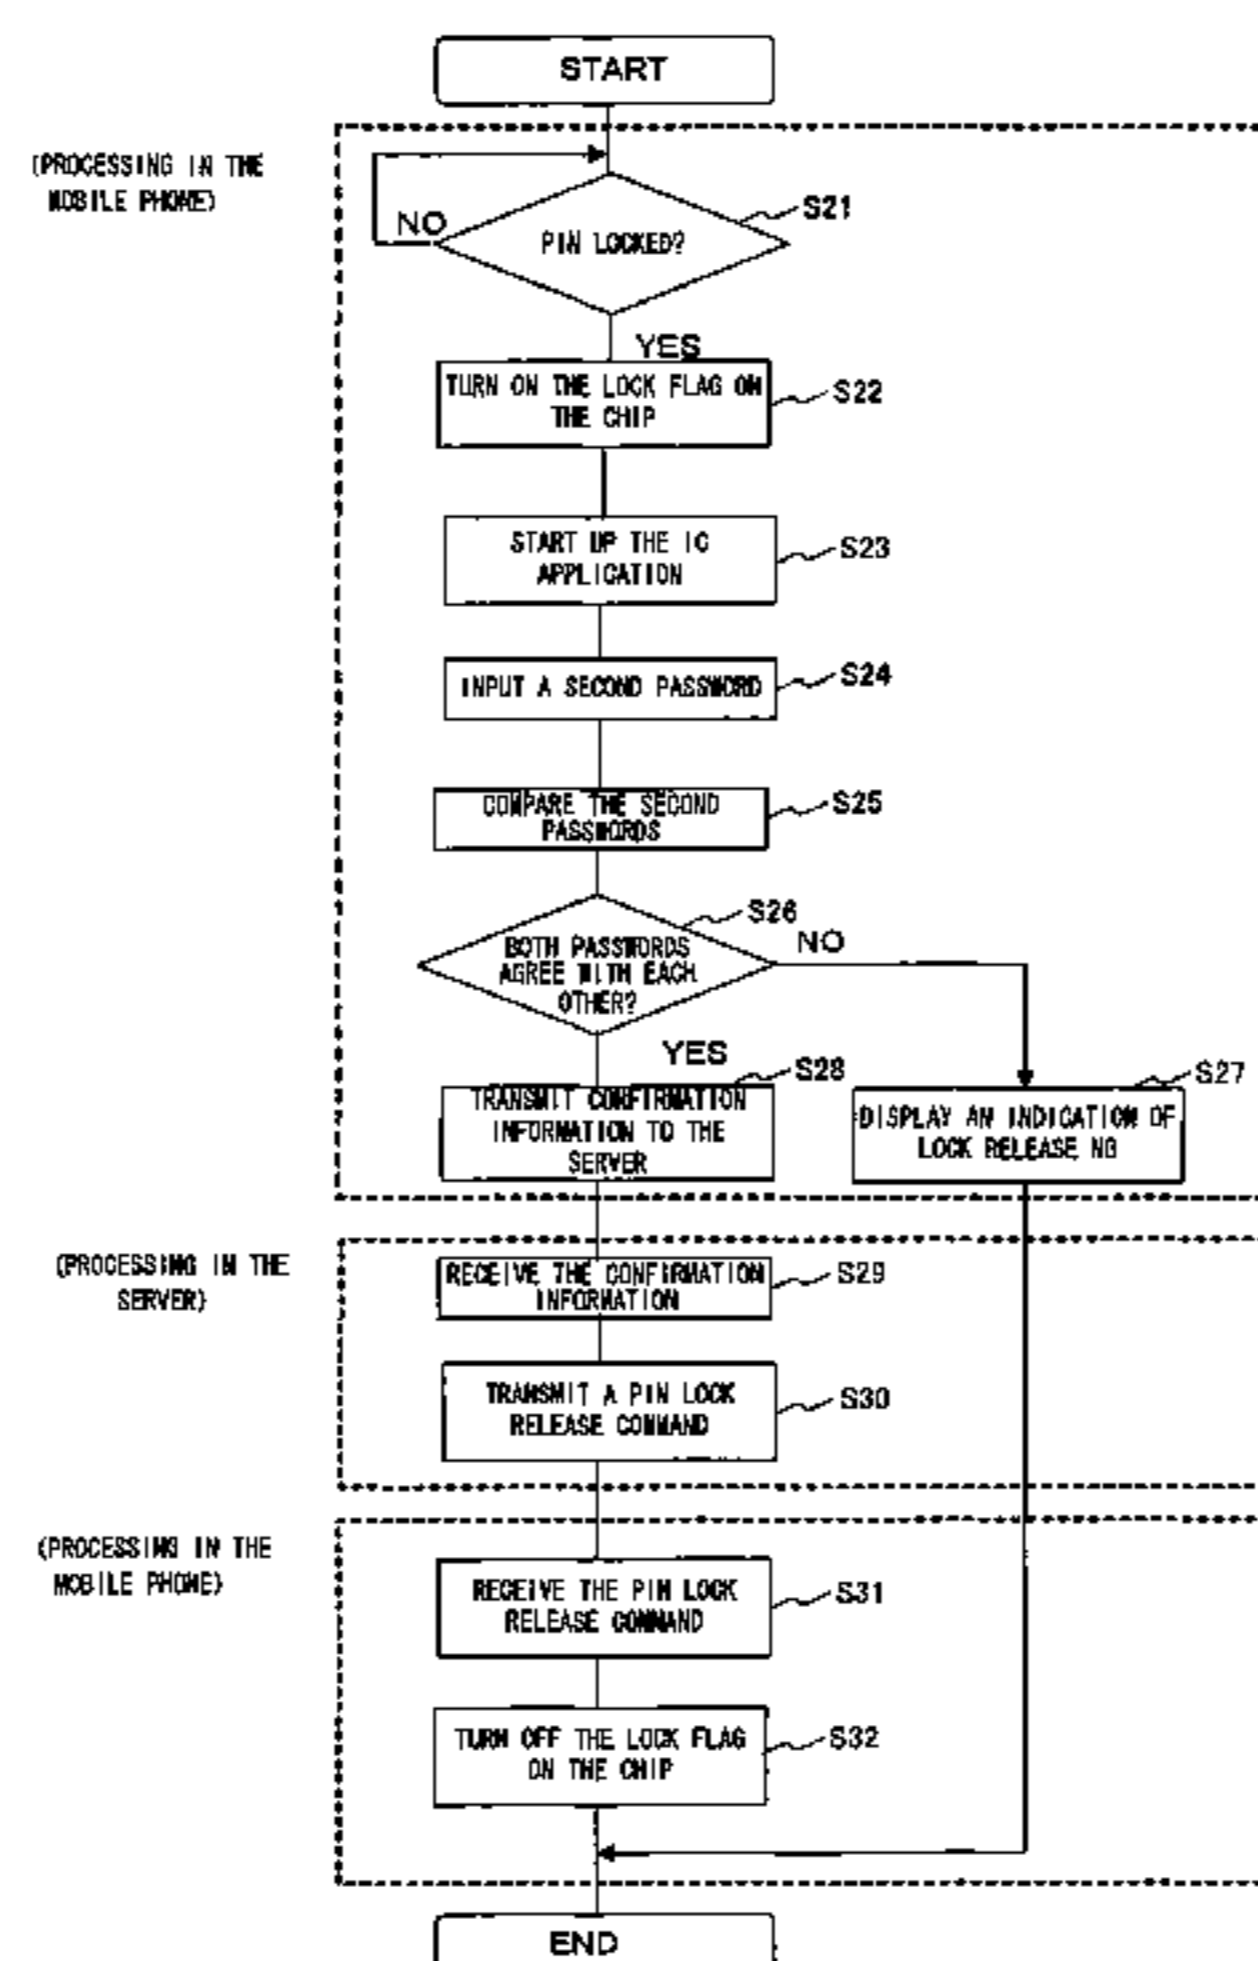 START
(PROCESSING IN THE
MOBILE PHONE)
S21
NO
PIN LOCKED?
YES
TURN ON THE LOCK FLAG ON
THE CHIP
S22
START UP THE IC
APPLICATION
S23
INPUT A SECOND PASSWORD
S24
COMPARE THE SECOND
PASSWORDS
S25
S26
NO
BOTH PASSWORDS
AGREE WITH EACH
OTHER?
YES
S28
S27
TRANSMIT CONFIRMATION
INFORMATION TO THE
SERVER
DISPLAY AN INDICATION OF
LOCK RELEASE NG
(PROCESSING IN THE
SERVER)
RECEIVE THE CONFIRMATION
INFORMATION
S29
TRANSMIT A PIN LOCK
RELEASE COMMAND
S30
(PROCESSING IN THE
MOBILE PHONE)
RECEIVE THE PIN LOCK
RELEASE COMMAND
S31
TURN OFF THE LOCK FLAG
ON THE CHIP
S32
END